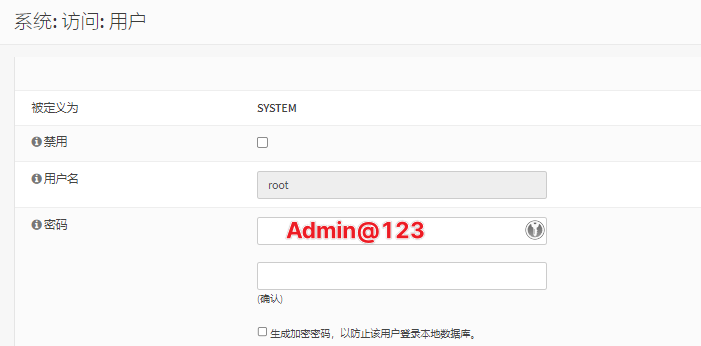 系统: 访问: 用户
被定义为 SYSTEM
禁用
用户名 root
密码 Admin@123
(确认)
生成加密密码，以防止该用户登录本地数据库。